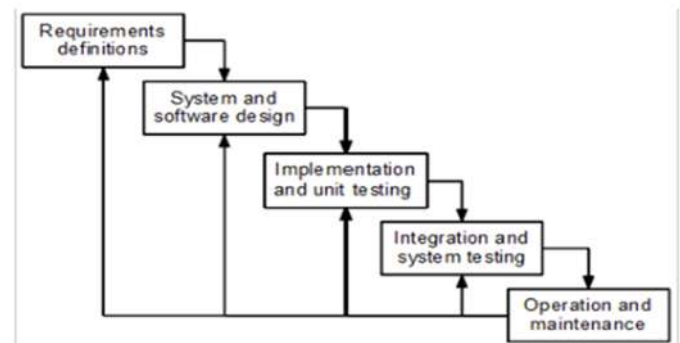 Requirements
definitions
System and
software design
Implementation
and unit testing
Integration and
system testing
Operation and
maintenance